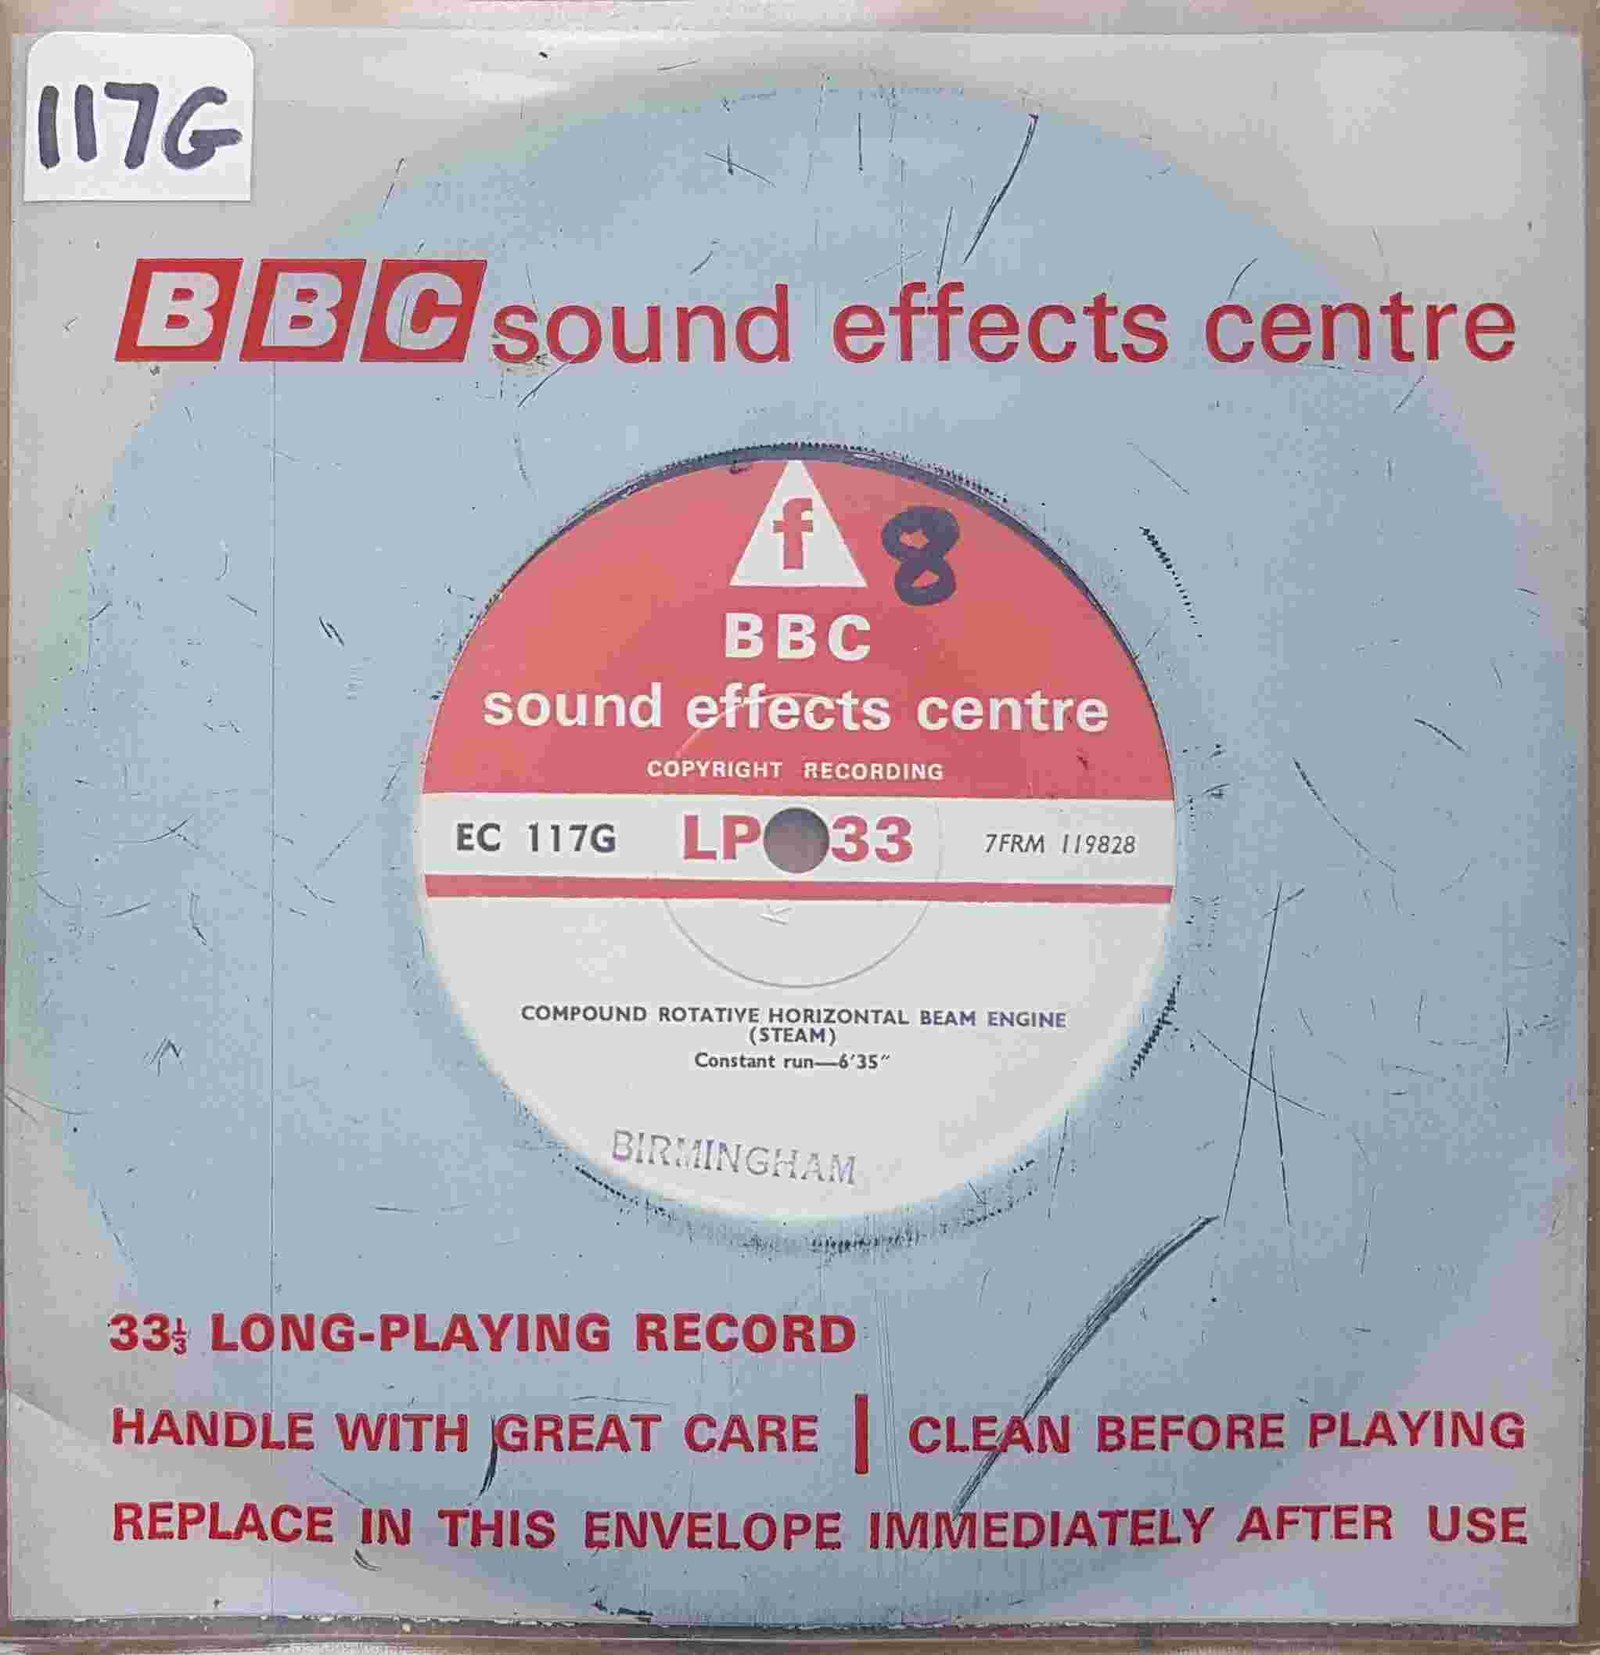 117G
BBC sound effects centre
f 8
BBC
sound effects centre
COPYRIGHT RECORDING
EC 117G LP 33 7FRM 119828
COMPOUND ROTATIVE HORIZONTAL BEAM ENGINE
(STEAM)
Constant run—6'35"
BIRMINGHAM
33⅓ LONG-PLAYING RECORD
HANDLE WITH GREAT CARE | CLEAN BEFORE PLAYING
REPLACE IN THIS ENVELOPE IMMEDIATELY AFTER USE